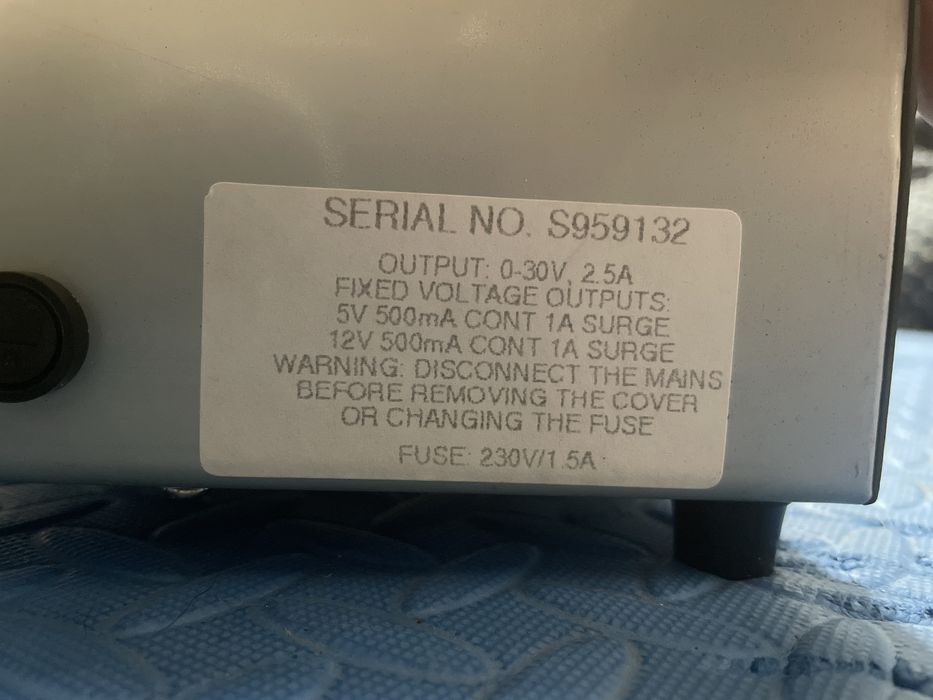 SERIAL NO. S959132
OUTPUT: 0-30V, 2.5A
FIXED VOLTAGE OUTPUTS:
5V 500mA CONT 1A SURGE
12V 500mA CONT 1A SURGE
WARNING: DISCONNECT THE MAINS
BEFORE REMOVING THE COVER
OR CHANGING THE FUSE
FUSE: 230V/1.5A